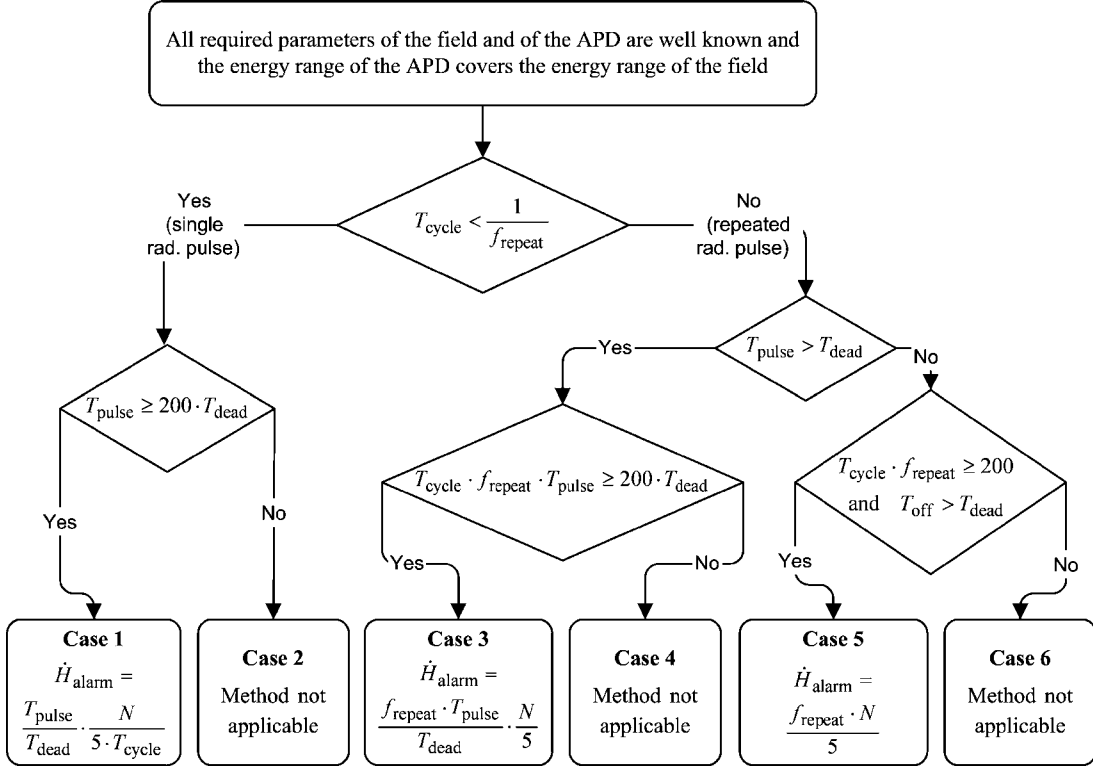 All required parameters of the field and of the APD are well known and
the energy range of the APD covers the energy range of the field
Yes
(single
rad. pulse)
T_cycle < 1/f_repeat
No
(repeated
rad. pulse)
T_pulse ≥ 200 · T_dead
Yes
No
T_pulse > T_dead
Yes
No
T_cycle · f_repeat · T_pulse ≥ 200 · T_dead
Yes
No
T_cycle · f_repeat ≥ 200
and T_off > T_dead
Yes
No
Case 1
Ḣ_alarm =
T_pulse/T_dead · N/(5 · T_cycle)
Case 2
Method not
applicable
Case 3
Ḣ_alarm =
(f_repeat · T_pulse)/T_dead · N/5
Case 4
Method not
applicable
Case 5
Ḣ_alarm =
(f_repeat · N)/5
Case 6
Method not
applicable